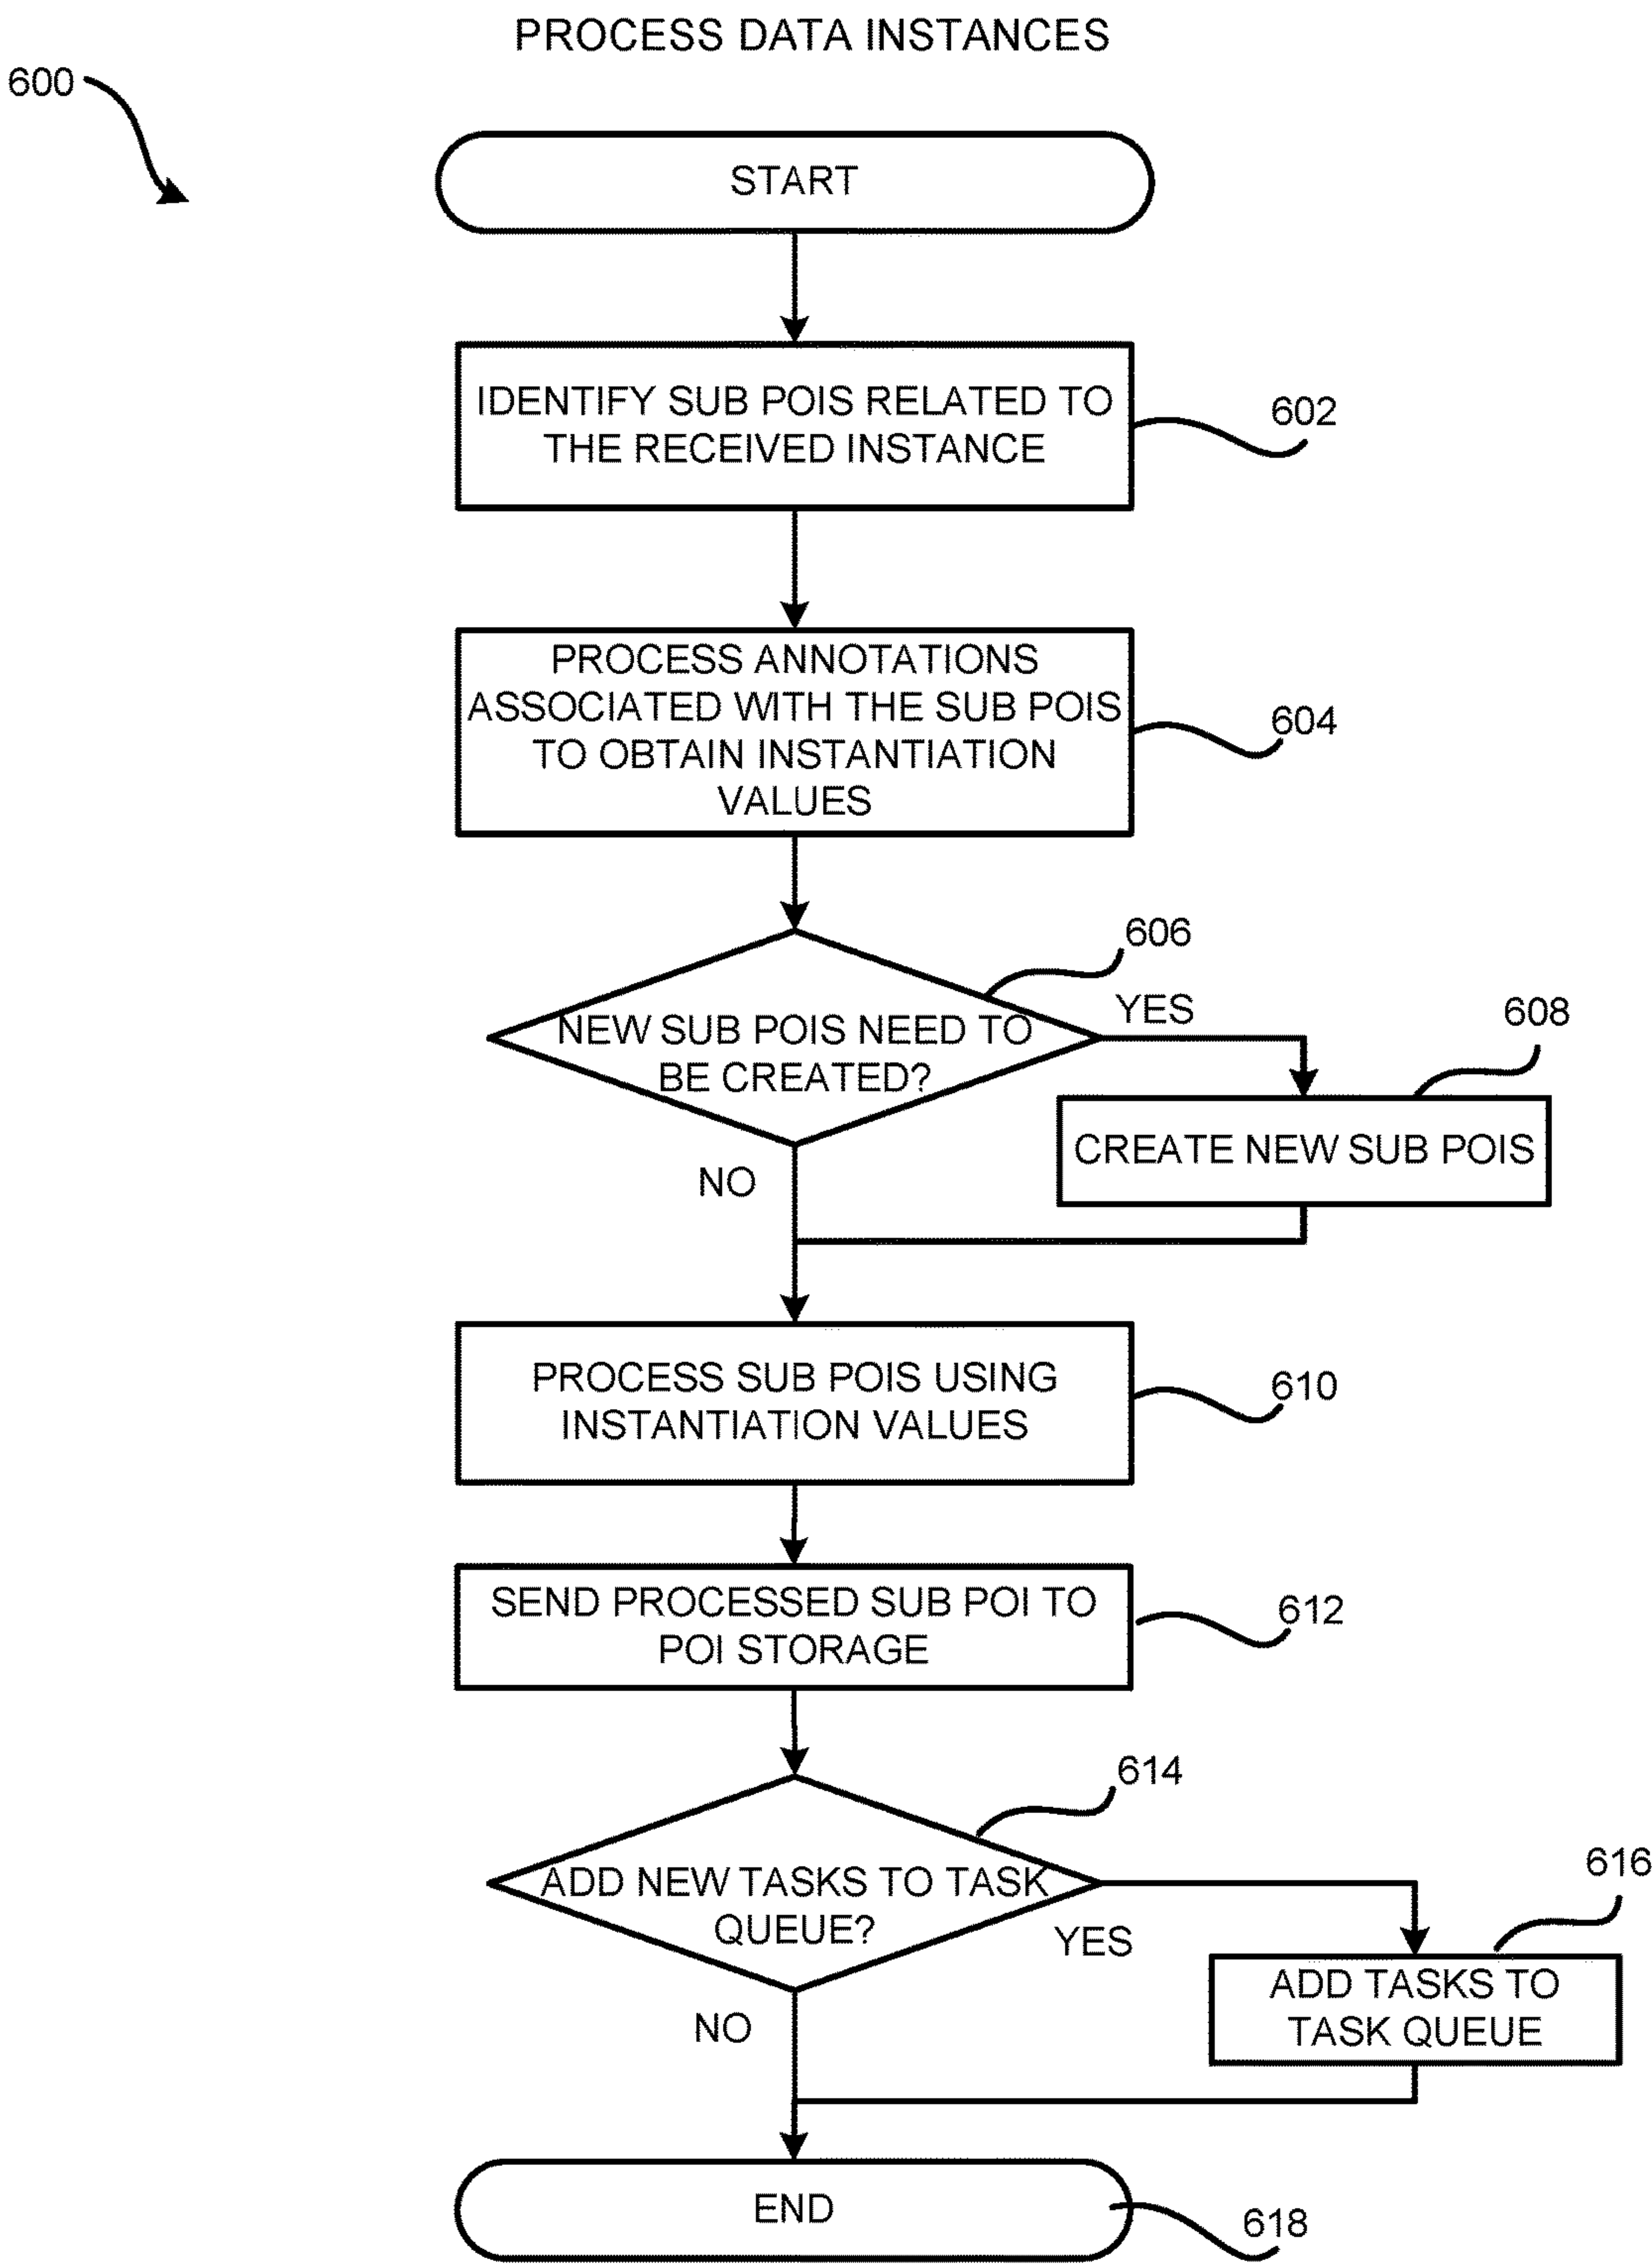 PROCESS DATA INSTANCES
600
START
IDENTIFY SUB POIS RELATED TO
THE RECEIVED INSTANCE
602
PROCESS ANNOTATIONS
ASSOCIATED WITH THE SUB POIS
TO OBTAIN INSTANTIATION
VALUES
604
606
NEW SUB POIS NEED TO
BE CREATED?
YES
608
CREATE NEW SUB POIS
NO
PROCESS SUB POIS USING
INSTANTIATION VALUES
610
SEND PROCESSED SUB POI TO
POI STORAGE
612
614
ADD NEW TASKS TO TASK
QUEUE?
YES
616
ADD TASKS TO
TASK QUEUE
NO
END
618